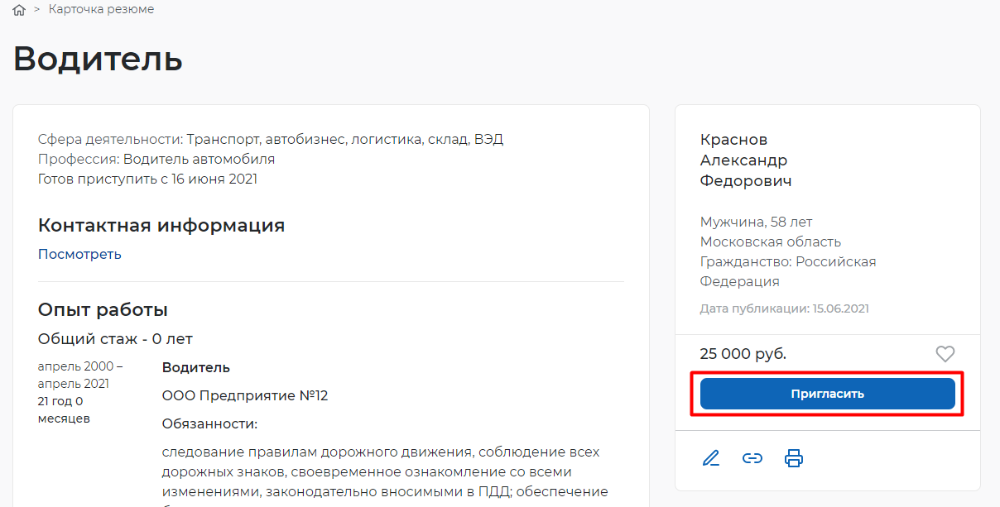 > Карточка резюме
Водитель
Сфера деятельности: Транспорт, автобизнес, логистика, склад, ВЭД
Профессия: Водитель автомобиля
Готов приступить с 16 июня 2021
Контактная информация
Посмотреть
Опыт работы
Общий стаж - 0 лет
апрель 2000 –
апрель 2021
21 год 0
месяцев
Водитель
ООО Предприятие №12
Обязанности:
следование правилам дорожного движения, соблюдение всех
дорожных знаков, своевременное ознакомление со всеми
изменениями, законодательно вносимыми в ПДД; обеспечение
Краснов
Александр
Федорович
Мужчина, 58 лет
Московская область
Гражданство: Российская
Федерация
Дата публикации: 15.06.2021
25 000 руб.
Пригласить